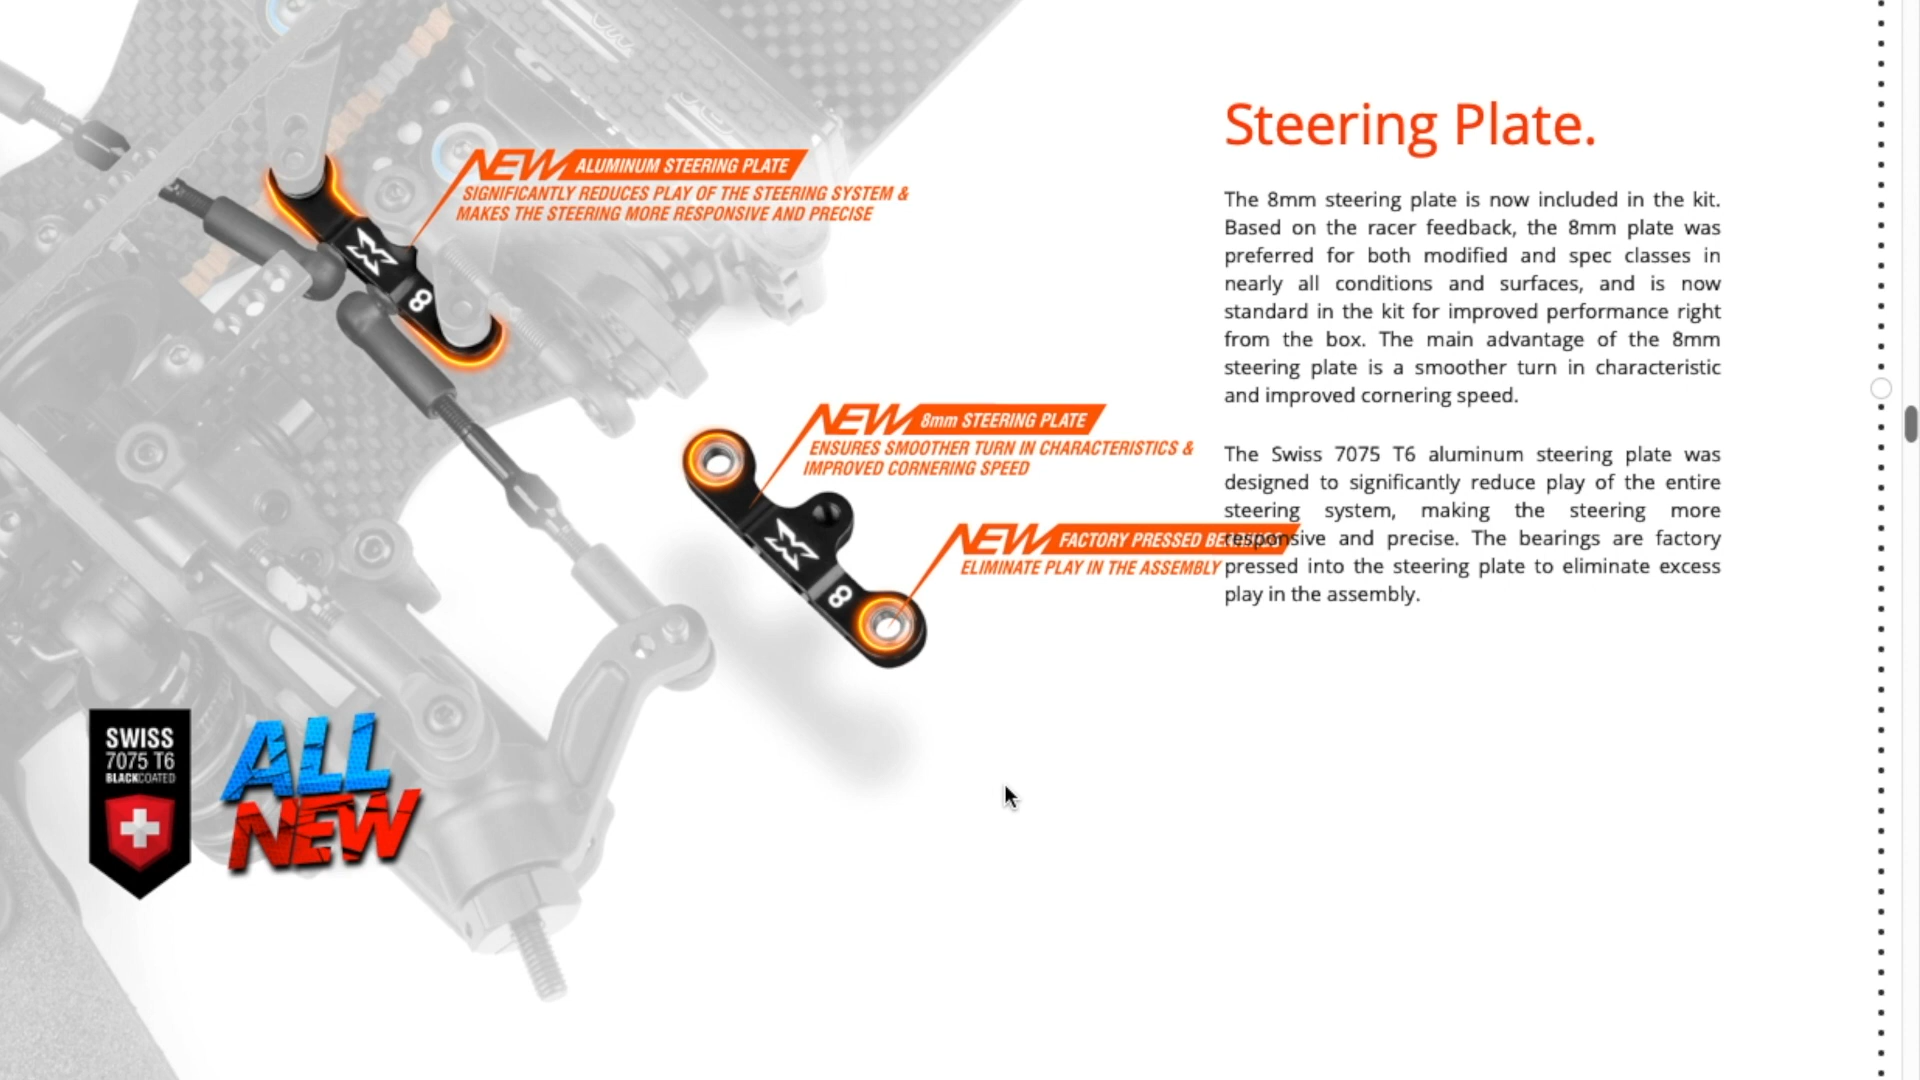 Steering Plate.
The 8mm steering plate is now included in the kit.
Based on the racer feedback, the 8mm plate was
preferred for both modified and spec classes in
nearly all conditions and surfaces, and is now
standard in the kit for improved performance right
from the box. The main advantage of the 8mm
steering plate is a smoother turn in characteristic
and improved cornering speed.
The Swiss 7075 T6 aluminum steering plate was
designed to significantly reduce play of the entire
steering system, making the steering more
responsive and precise. The bearings are factory
pressed into the steering plate to eliminate excess
play in the assembly.
NEW ALUMINUM STEERING PLATE
SIGNIFICANTLY REDUCES PLAY OF THE STEERING SYSTEM &
MAKES THE STEERING MORE RESPONSIVE AND PRECISE
X
8
NEW 8mm STEERING PLATE
ENSURES SMOOTHER TURN IN CHARACTERISTICS &
IMPROVED CORNERING SPEED
NEW FACTORY PRESSED
ELIMINATE PLAY IN THE ASSEMBLY
X
8
SWISS
7075 T6
BLACKCOATED
ALL
NEW